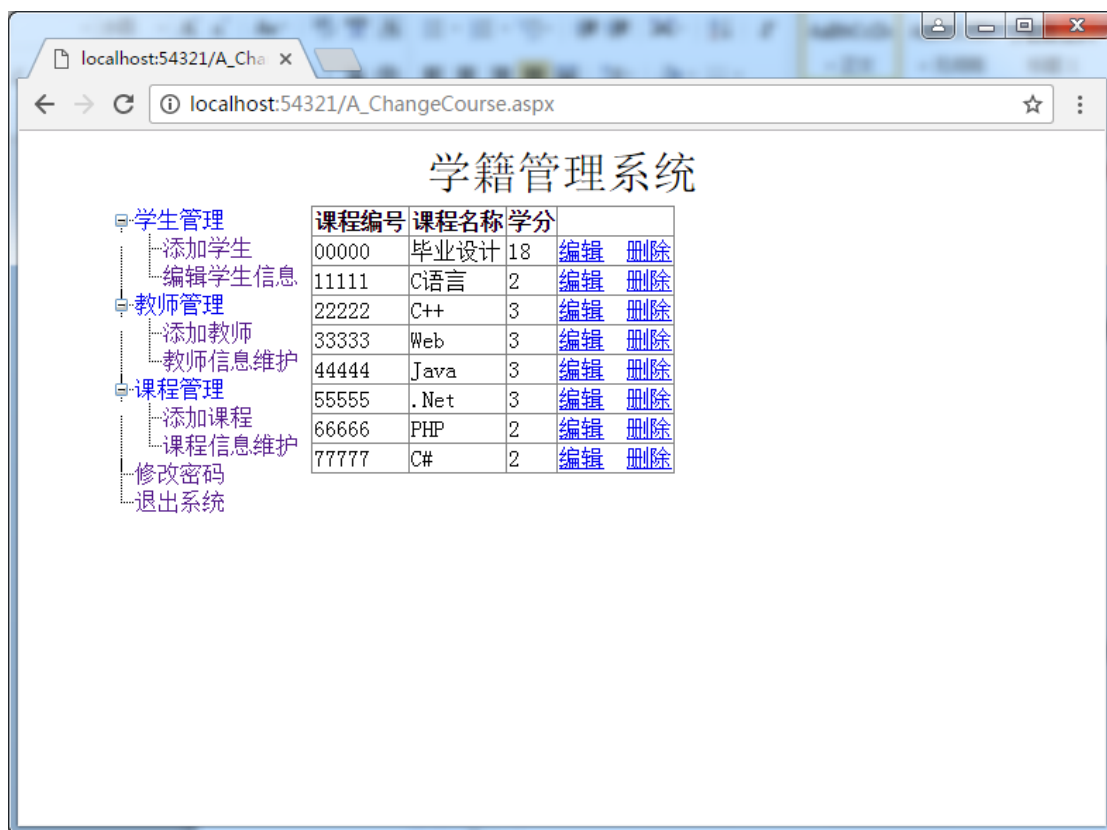 localhost:54321/A_Cha
localhost:54321/A_ChangeCourse.aspx
学籍管理系统
学生管理
添加学生
编辑学生信息
教师管理
添加教师
教师信息维护
课程管理
添加课程
课程信息维护
修改密码
退出系统
课程编号 课程名称 学分
00000 毕业设计 18 编辑 删除
11111 C语言 2 编辑 删除
22222 C++ 3 编辑 删除
33333 Web 3 编辑 删除
44444 Java 3 编辑 删除
55555 .Net 3 编辑 删除
66666 PHP 2 编辑 删除
77777 C# 2 编辑 删除